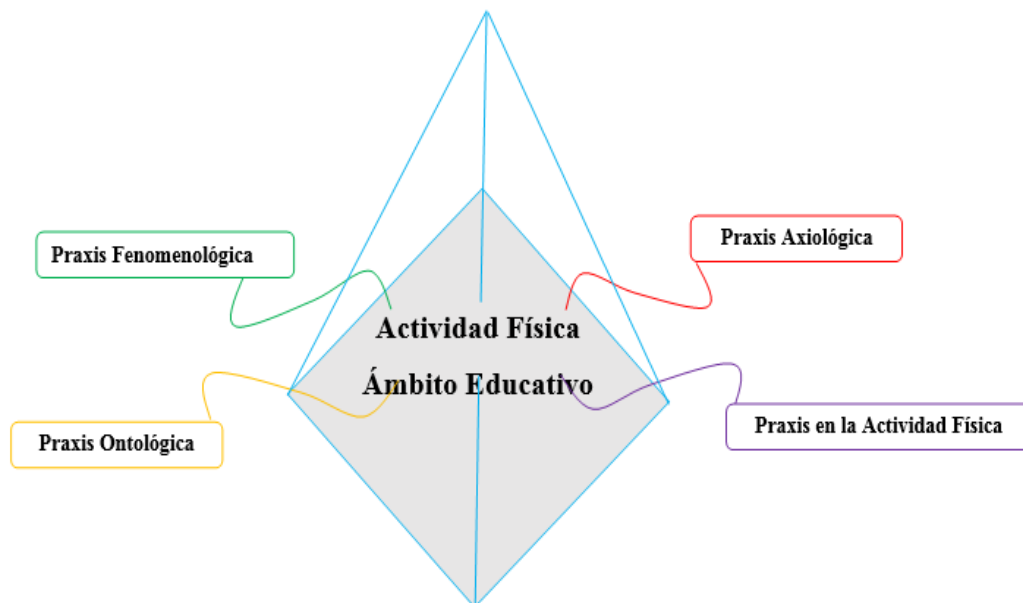 Praxis Axiológica
Praxis Fenomenológica
Actividad Física
Ámbito Educativo
Praxis en la Actividad Física
Praxis Ontológica